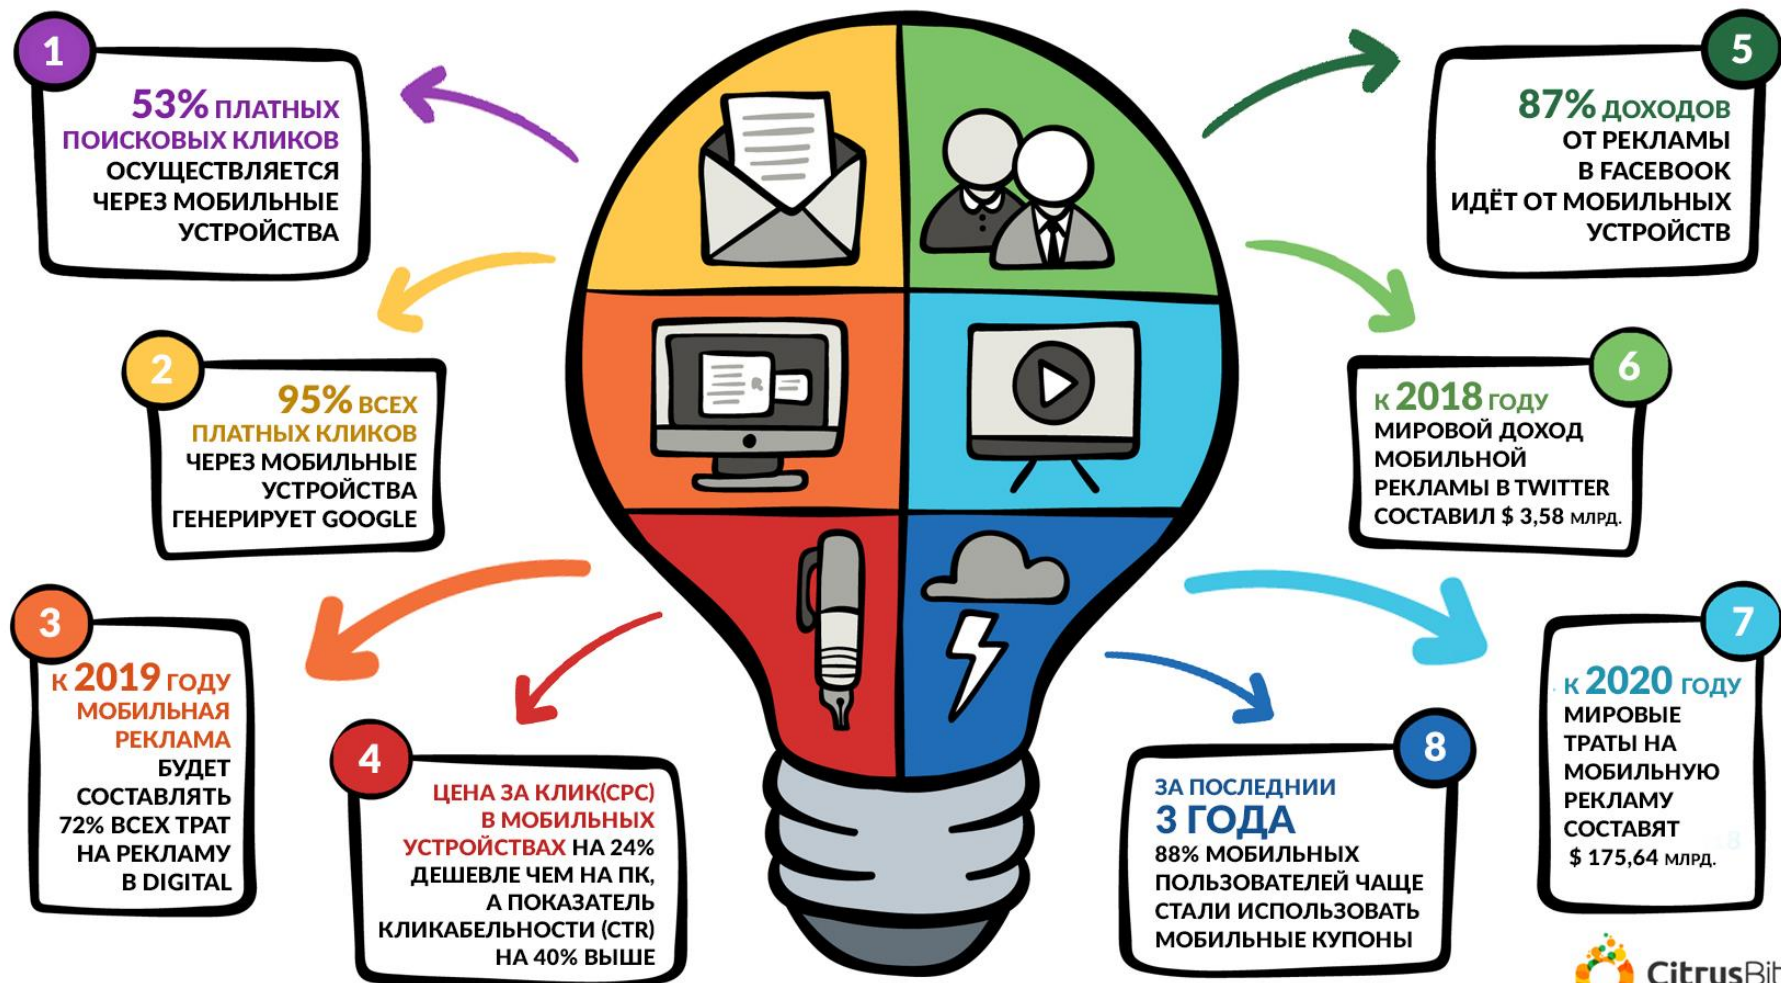 1
53% ПЛАТНЫХ
ПОИСКОВЫХ КЛИКОВ
ОСУЩЕСТВЛЯЕТСЯ
ЧЕРЕЗ МОБИЛЬНЫЕ
УСТРОЙСТВА
2
95% ВСЕХ
ПЛАТНЫХ КЛИКОВ
ЧЕРЕЗ МОБИЛЬНЫЕ
УСТРОЙСТВА
ГЕНЕРИРУЕТ GOOGLE
3
К 2019 ГОДУ
МОБИЛЬНАЯ
РЕКЛАМА
БУДЕТ
СОСТАВЛЯТЬ
72% ВСЕХ ТРАТ
НА РЕКЛАМУ
В DIGITAL
4
ЦЕНА ЗА КЛИК(CPC)
В МОБИЛЬНЫХ
УСТРОЙСТВАХ НА 24%
ДЕШЕВЛЕ ЧЕМ НА ПК,
А ПОКАЗАТЕЛЬ
КЛИКАБЕЛЬНОСТИ (CTR)
НА 40% ВЫШЕ
5
87% ДОХОДОВ
ОТ РЕКЛАМЫ
В FACEBOOK
ИДЁТ ОТ МОБИЛЬНЫХ
УСТРОЙСТВ
6
К 2018 ГОДУ
МИРОВОЙ ДОХОД
МОБИЛЬНОЙ
РЕКЛАМЫ В TWITTER
СОСТАВИЛ $ 3,58 МЛРД.
7
К 2020 ГОДУ
МИРОВЫЕ
ТРАТЫ НА
МОБИЛЬНУЮ
РЕКЛАМУ
СОСТАВЯТ
$ 175,64 МЛРД.
8
ЗА ПОСЛЕДНИИ
3 ГОДА
88% МОБИЛЬНЫХ
ПОЛЬЗОВАТЕЛЕЙ ЧАЩЕ
СТАЛИ ИСПОЛЬЗОВАТЬ
МОБИЛЬНЫЕ КУПОНЫ
CitrusBit